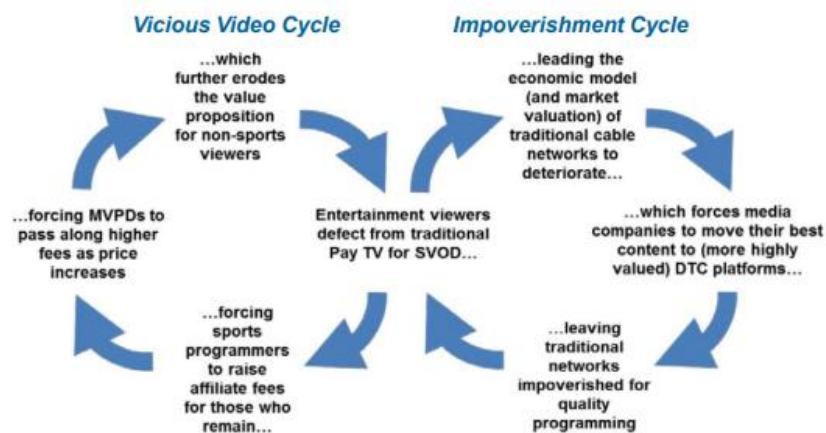 Vicious Video Cycle
Impoverishment Cycle
…which
further erodes
the value
proposition
for non-sports
viewers
…leading the
economic model
(and market
valuation) of
traditional cable
networks to
deteriorate…
…forcing MVPDs to
pass along higher
fees as price
increases
Entertainment viewers
defect from traditional
Pay TV for SVOD…
…which forces media
companies to move their best
content to (more highly
valued) DTC platforms…
…forcing
sports
programmers
to raise
affiliate fees
for those who
remain…
…leaving
traditional
networks
impoverished for
quality
programming